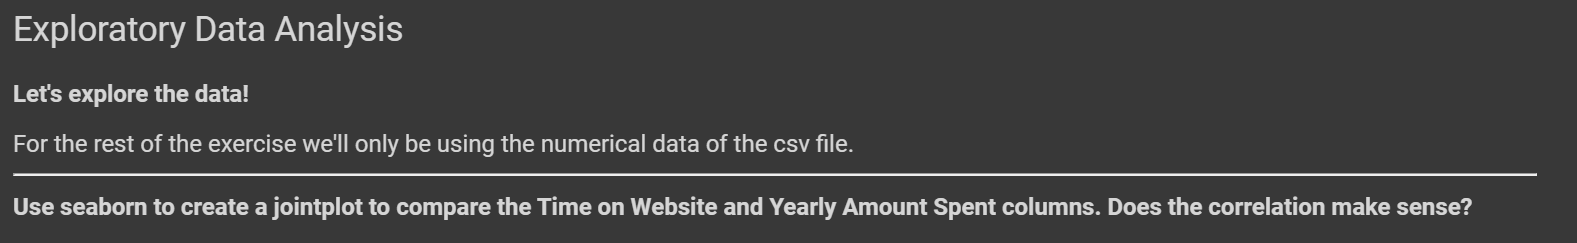 Exploratory Data Analysis
Let's explore the data!
For the rest of the exercise we'll only be using the numerical data of the csv file.
Use seaborn to create a jointplot to compare the Time on Website and Yearly Amount Spent columns. Does the correlation make sense?